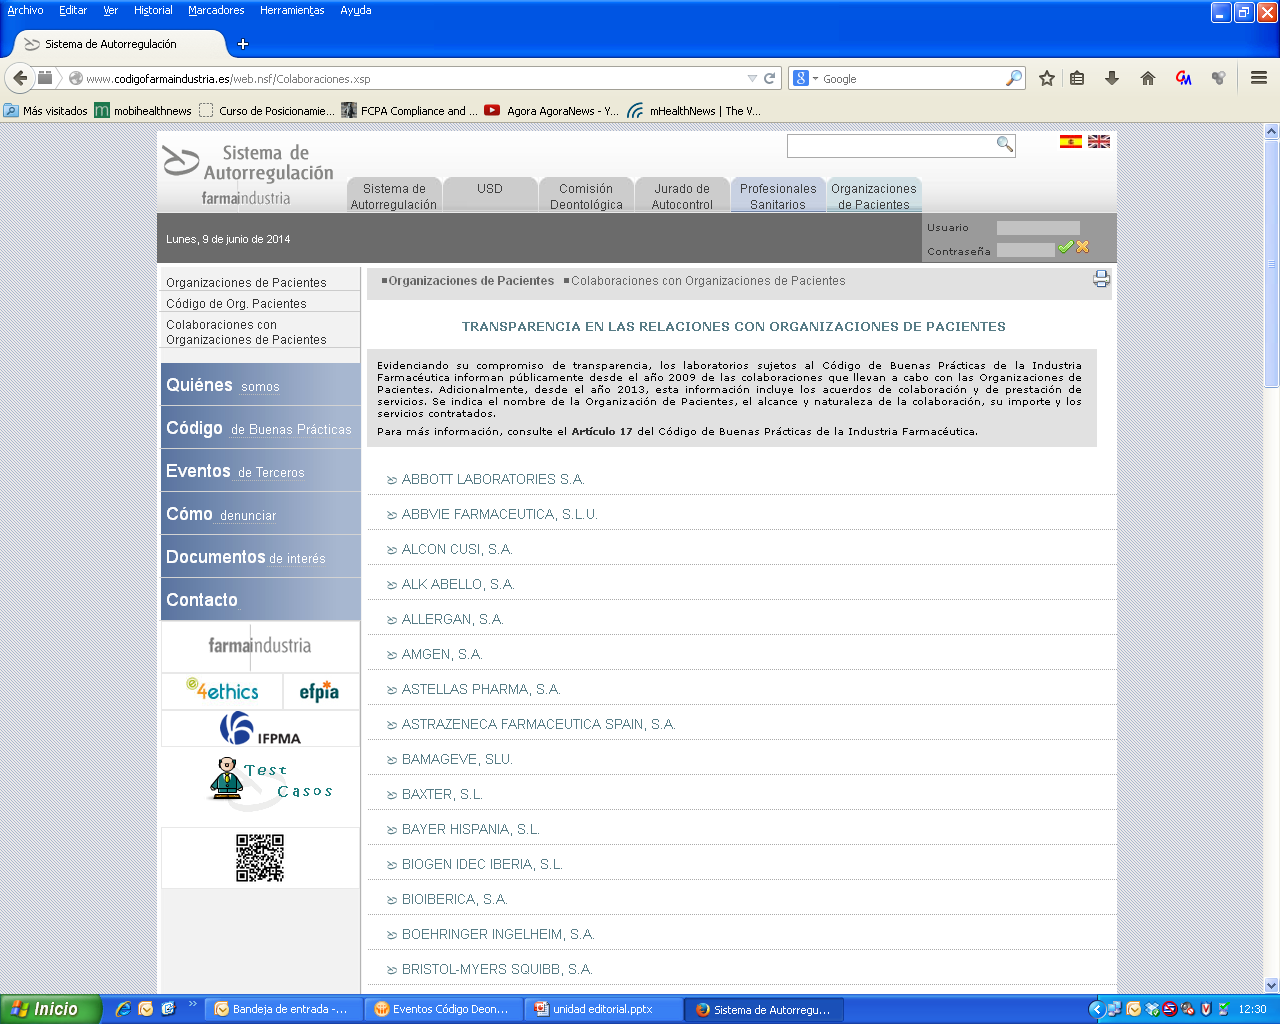 Archivo Editar Ver Historial Marcadores Herramientas Ayuda
Sistema de Autorregulación
www.codigofarmaindustria.es/web.nsf/Colaboraciones.xsp
Google
Más visitados mobihealthnews Curso de Posicionamie... FCPA Compliance and ... Agora AgoraNews - Y... mHealthNews | The V...
Sistema de
Autorregulación
farmaindustria
Sistema de
Autorregulación
USD
Comisión
Deontológica
Jurado de
Autocontrol
Profesionales
Sanitarios
Organizaciones
de Pacientes
Lunes, 9 de junio de 2014
Usuario
Contraseña
Organizaciones de Pacientes
Código de Org. Pacientes
Colaboraciones con
Organizaciones de Pacientes
Quiénes somos
Código de Buenas Prácticas
Eventos de Terceros
Cómo denunciar
Documentos de interés
Contacto
farmaindustria
e4ethics efpia
IFPMA
Test
Casos
Organizaciones de Pacientes Colaboraciones con Organizaciones de Pacientes
TRANSPARENCIA EN LAS RELACIONES CON ORGANIZACIONES DE PACIENTES
Evidenciando su compromiso de transparencia, los laboratorios sujetos al Código de Buenas Prácticas de la Industria
Farmacéutica informan públicamente desde el año 2009 de las colaboraciones que llevan a cabo con las Organizaciones de
Pacientes. Adicionalmente, desde el año 2013, esta información incluye los acuerdos de colaboración y de prestación de
servicios. Se indica el nombre de la Organización de Pacientes, el alcance y naturaleza de la colaboración, su importe y los
servicios contratados.
Para más información, consulte el Artículo 17 del Código de Buenas Prácticas de la Industria Farmacéutica.
ABBOTT LABORATORIES S.A.
ABBVIE FARMACEUTICA, S.L.U.
ALCON CUSI, S.A.
ALK ABELLO, S.A.
ALLERGAN, S.A.
AMGEN, S.A.
ASTELLAS PHARMA, S.A.
ASTRAZENECA FARMACEUTICA SPAIN, S.A.
BAMAGEVE, SLU.
BAXTER, S.L.
BAYER HISPANIA, S.L.
BIOGEN IDEC IBERIA, S.L.
BIOIBERICA, S.A.
BOEHRINGER INGELHEIM, S.A.
BRISTOL-MYERS SQUIBB, S.A.
Inicio Bandeja de entrada -... Eventos Código Deon... unidad editorial.pptx Sistema de Autorregu... 12:30